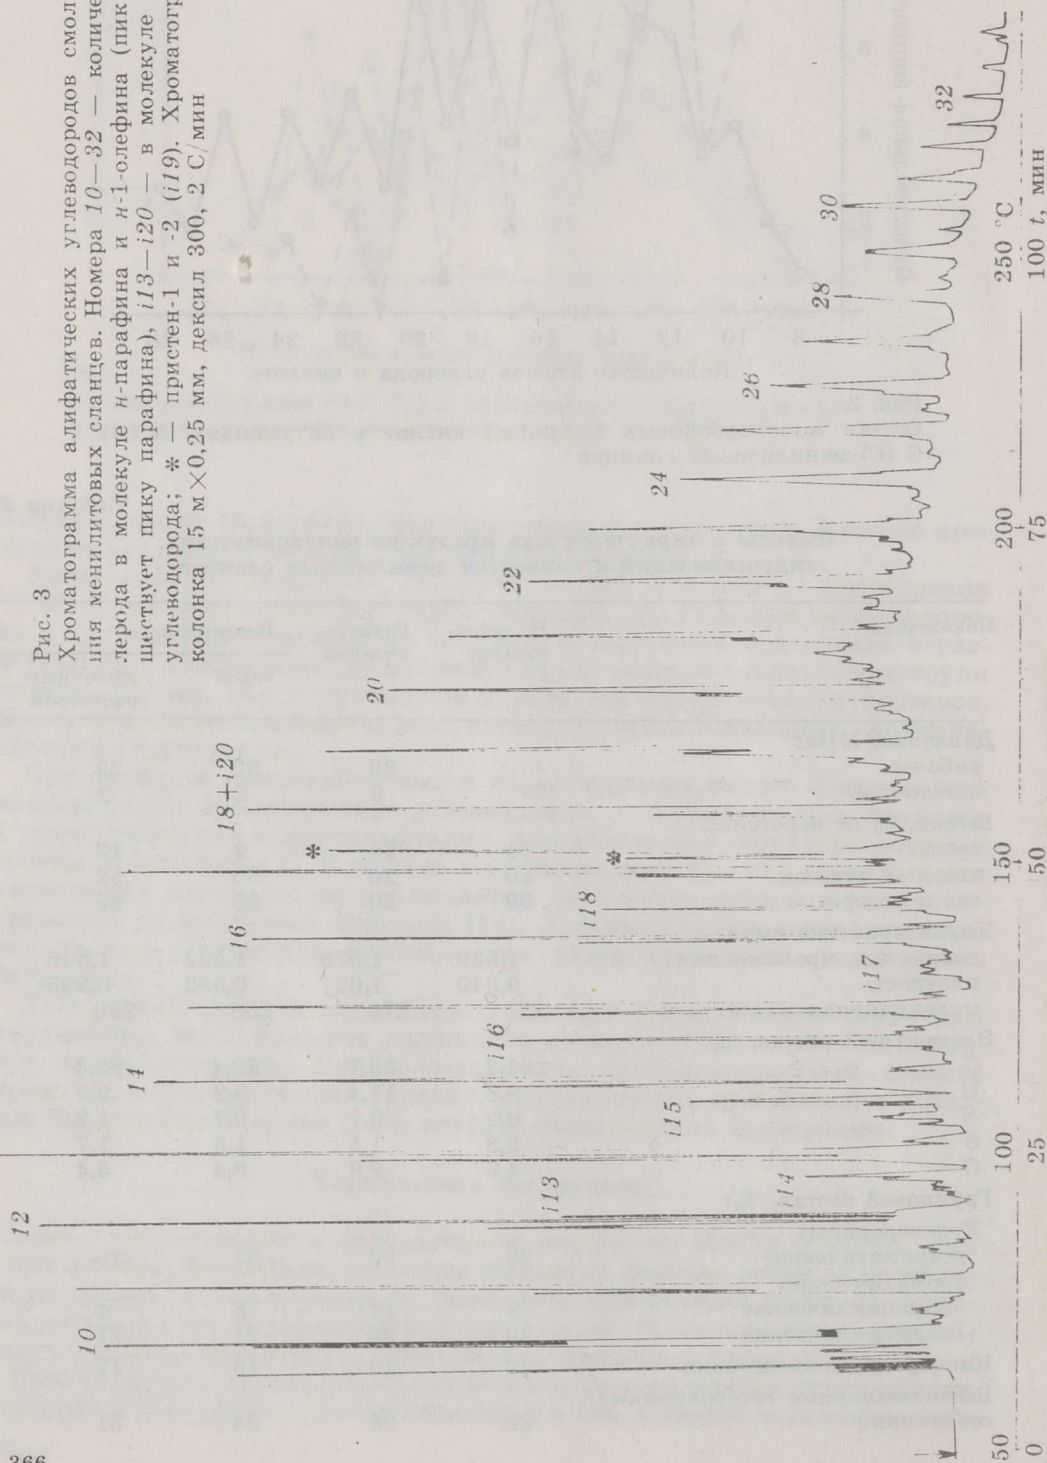 Рис. 3
Хроматограмма алифатических углеводородов смол
ния менилитовых сланцев. Номера 10—32 — количе
лерода в молекуле н-парафина и н-1-олефина (пик
шествует пику парафина), i13—i20 — в молекуле
углеводорода; * — пристен-1 и -2 (i19). Хроматогр
колонка 15 м×0,25 мм, дексил 300, 2 °С/мин
10
12
i13
i14
14
i15
i16
16
i17
i18
*
*
18+i20
20
22
24
26
28
30
32
50 100 150 200 250 °C
0 25 50 75 100 t, мин
366